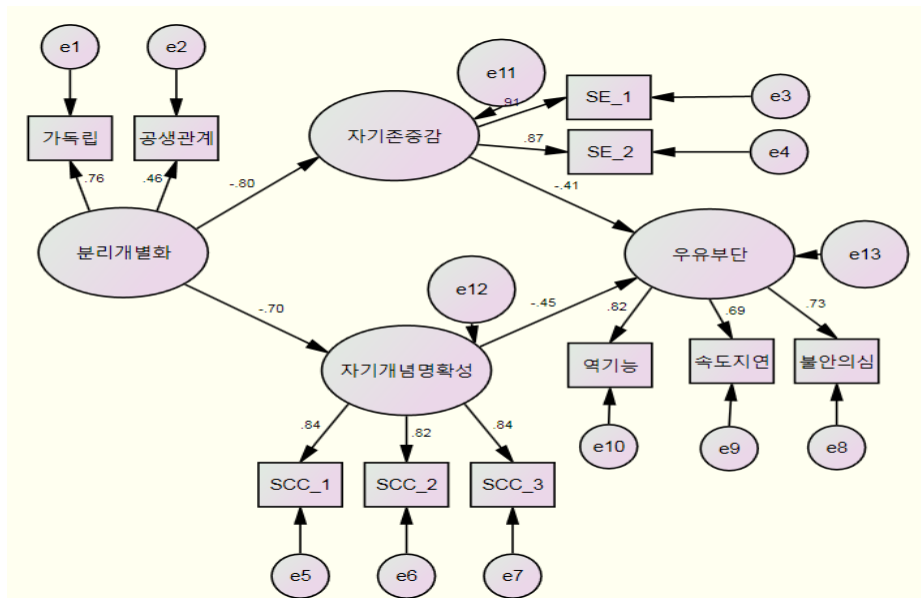 e1
e2
e11
가독립
공생관계
자기존중감
.91
SE_1
e3
.87
SE_2
e4
.76
.46
-.80
-.41
분리개별화
우유부단
e13
e12
-.70
-.45
.82
.69
.73
자기개념명확성
역기능
속도지연
불안의심
.84
.82
.84
e10
e9
e8
SCC_1
SCC_2
SCC_3
e5
e6
e7